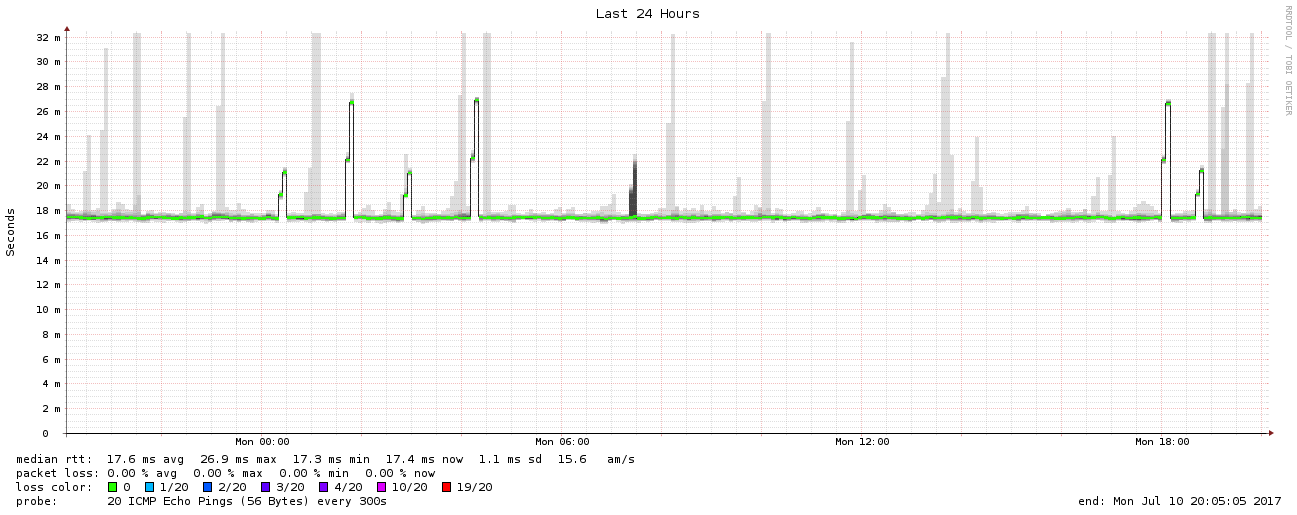 Last 24 Hours
RRDTOOL / TOBI OETIKER
Seconds
32 m
30 m
28 m
26 m
24 m
22 m
20 m
18 m
16 m
14 m
12 m
10 m
8 m
6 m
4 m
2 m
0
Mon 00:00 Mon 06:00 Mon 12:00 Mon 18:00
median rtt: 17.6 ms avg 26.9 ms max 17.3 ms min 17.4 ms now 1.1 ms sd 15.6 am/s
packet loss: 0.00 % avg 0.00 % max 0.00 % min 0.00 % now
loss color: 0 1/20 2/20 3/20 4/20 10/20 19/20
probe: 20 ICMP Echo Pings (56 Bytes) every 300s end: Mon Jul 10 20:05:05 2017